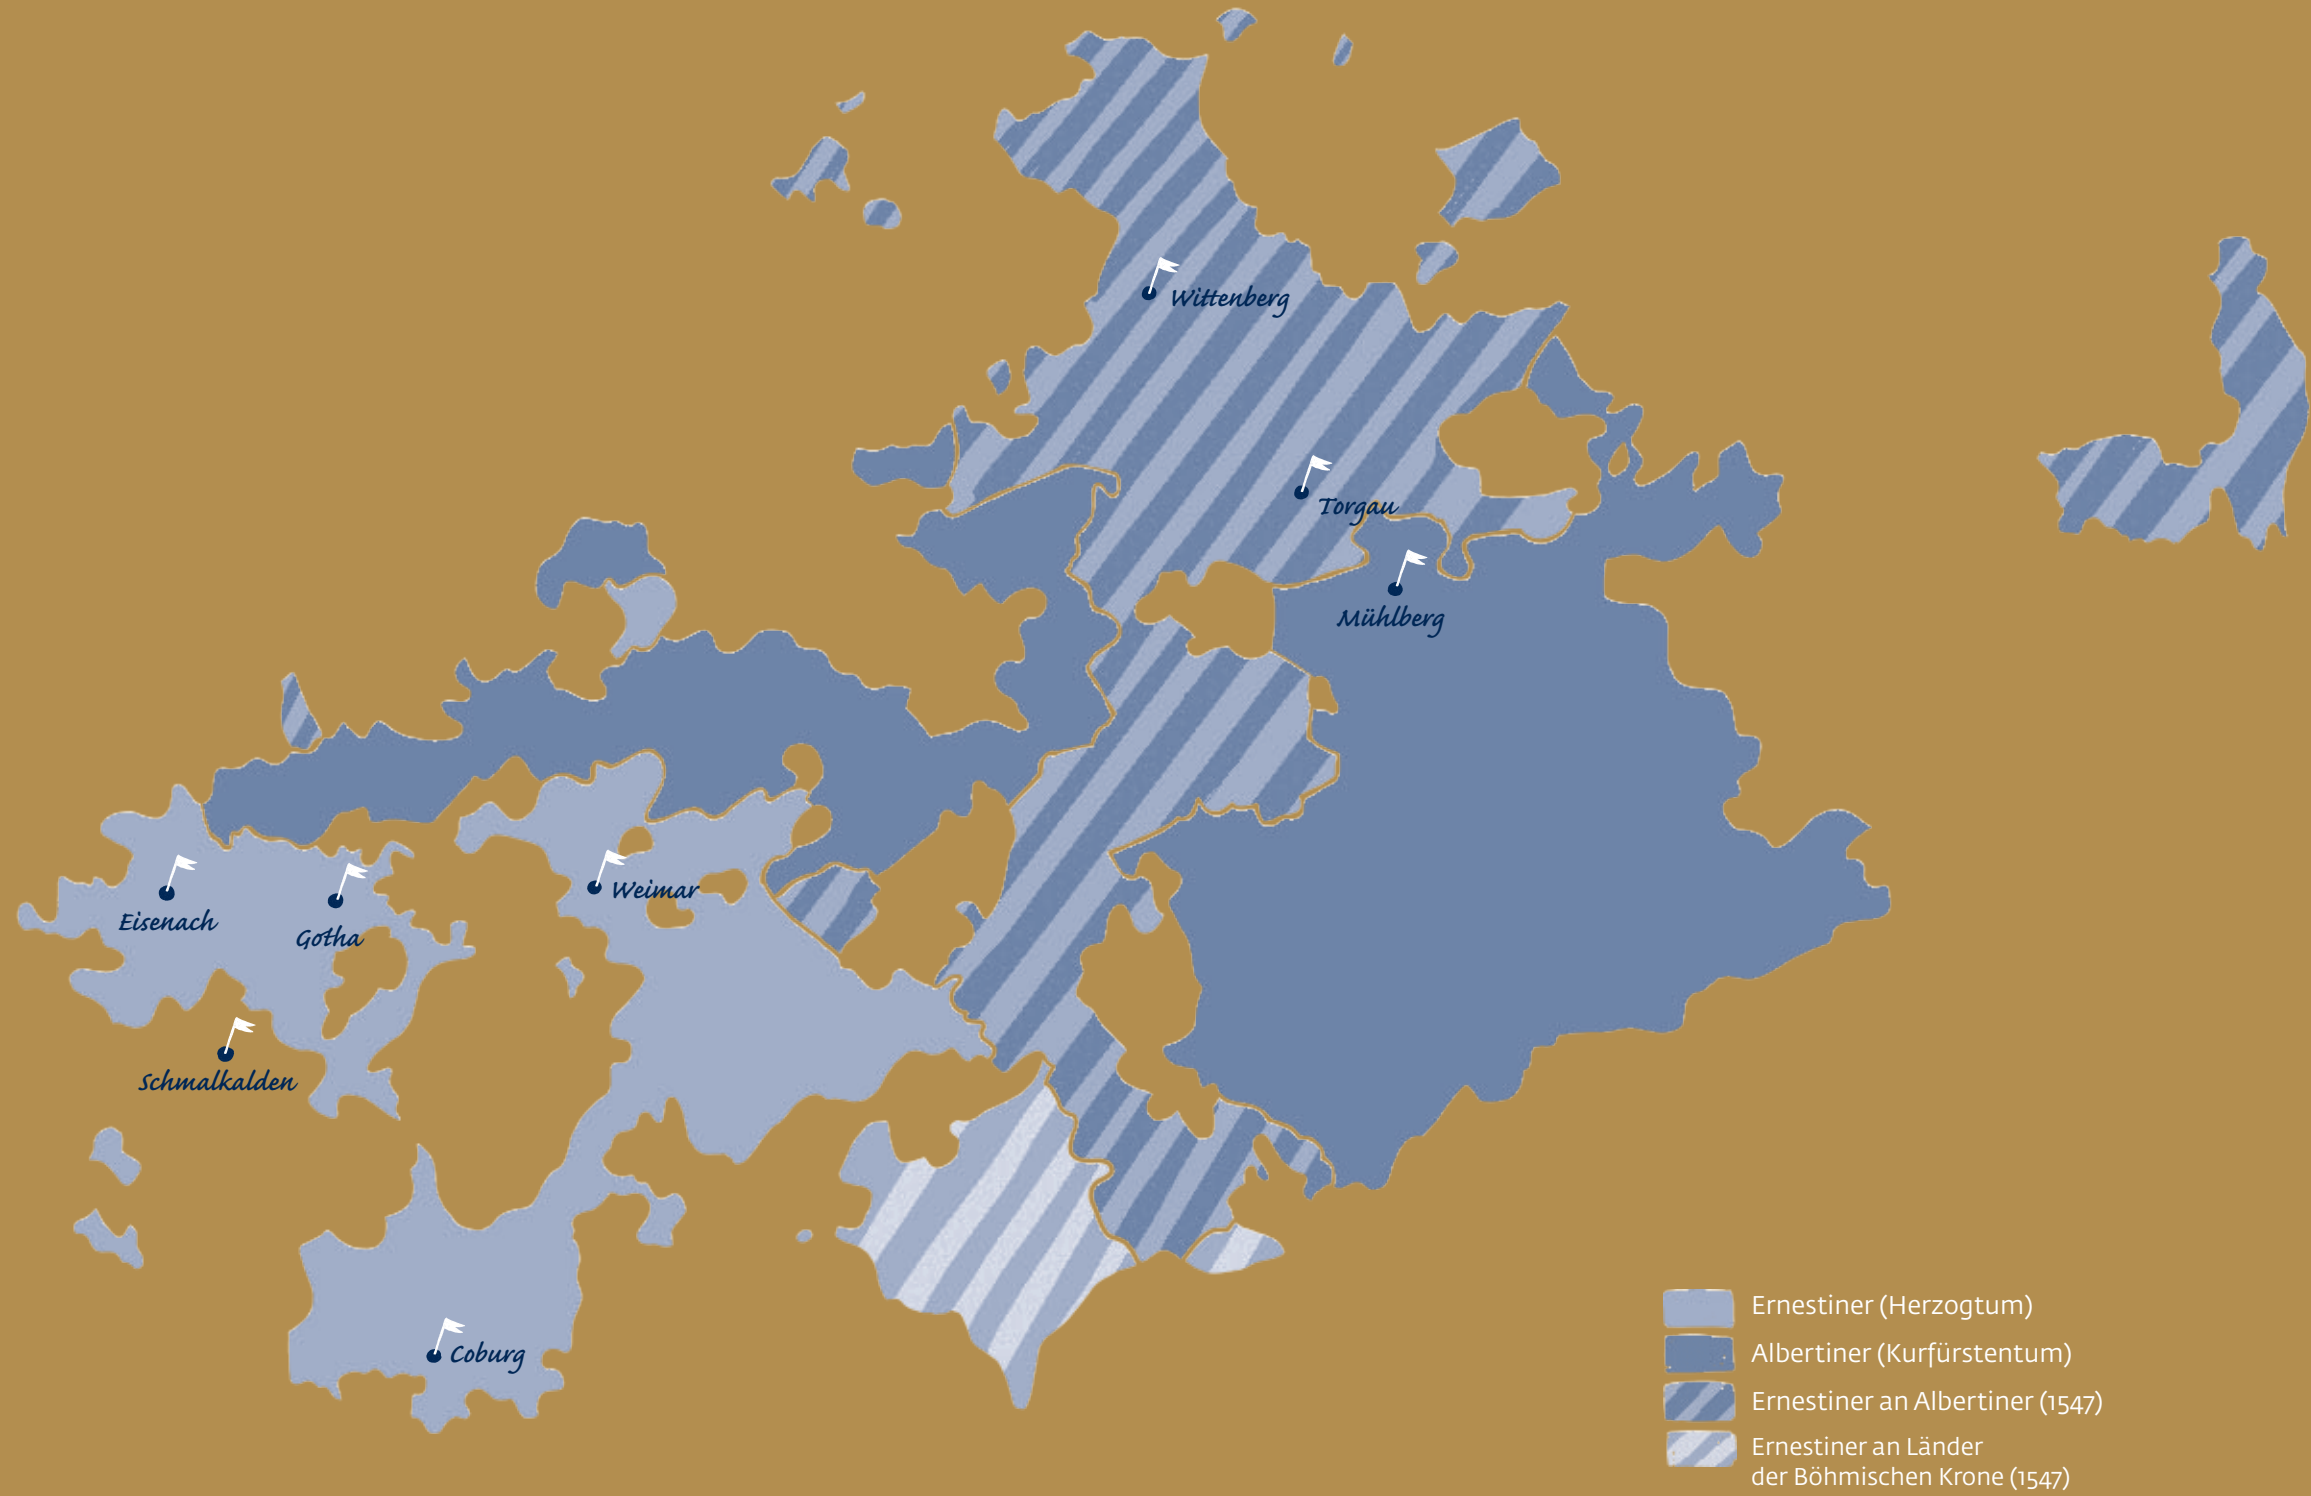 Wittenberg
Torgau
Mühlberg
Weimar
Eisenach
Gotha
Schmalkalden
Coburg
Ernestiner (Herzogtum)
Albertiner (Kurfürstentum)
Ernestiner an Albertiner (1547)
Ernestiner an Länder
der Böhmischen Krone (1547)